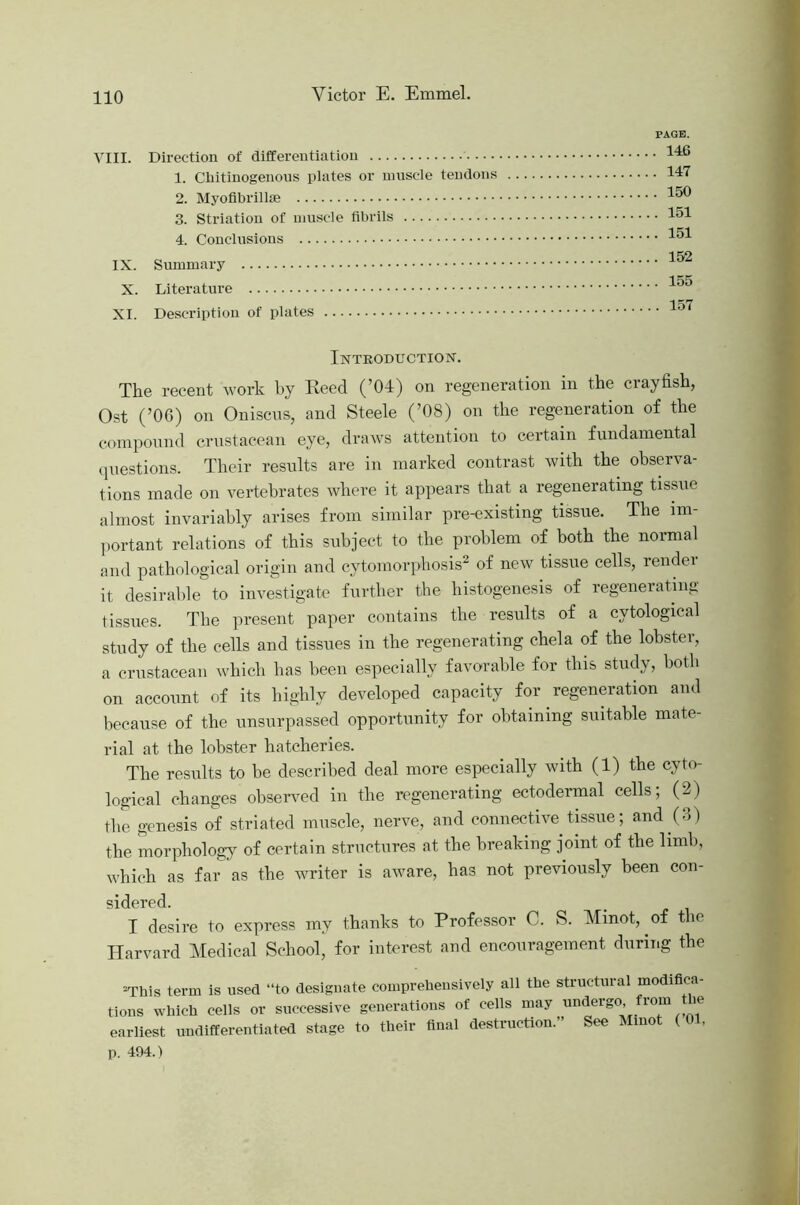 110 Victor E. Emmel.
PAGE.
VIII. Direction of differentiation ........ 146
1. Chitinogenous plates or muscle tendons ........ 147
2. Myofibrillæ ........ 150
3. Striation of muscle fibrils ........ 151
4. Conclusions ........ 151
IX. Summary ........ 152
X. Literature ........ 155
XI. Description of plates ........ 157
Introduction.
The recent work by Reed (’04) on regeneration in the crayfish,
Ost (’06) on Oniscus, and Steele (’08) on the regeneration of the
compound crustacean eye, draws attention to certain fundamental
questions. Their results are in marked contrast with the observa-
tions made on vertebrates where it appears that a regenerating tissue
almost invariably arises from similar pre-existing tissue. The im-
portant relations of this subject to the problem of both the normal
and pathological origin and cytomorphosis² of new tissue cells, render
it desirable to investigate further the histogenesis of regenerating
tissues. The present paper contains the results of a cytological
study of the cells and tissues in the regenerating chela of the lobster,
a crustacean which has been especially favorable for this study, both
on account of its highly developed capacity for regeneration and
because of the unsurpassed opportunity for obtaining suitable mate-
rial at the lobster hatcheries.
The results to be described deal more especially with (1) the cyto-
logical changes observed in the regenerating ectodermal cells; (2)
the genesis of striated muscle, nerve, and connective tissue; and (3)
the morphology of certain structures at the breaking joint of the limb,
which as far as the writer is aware, has not previously been con-
sidered.
I desire to express my thanks to Professor C. S. Minot, of the
Harvard Medical School, for interest and encouragement during the
²This term is used “to designate comprehensively all the structural modifica-
tions which cells or successive generations of cells may undergo, from the
earliest undifferentiated stage to their final destruction.” See Minot (’01,
p. 494.)